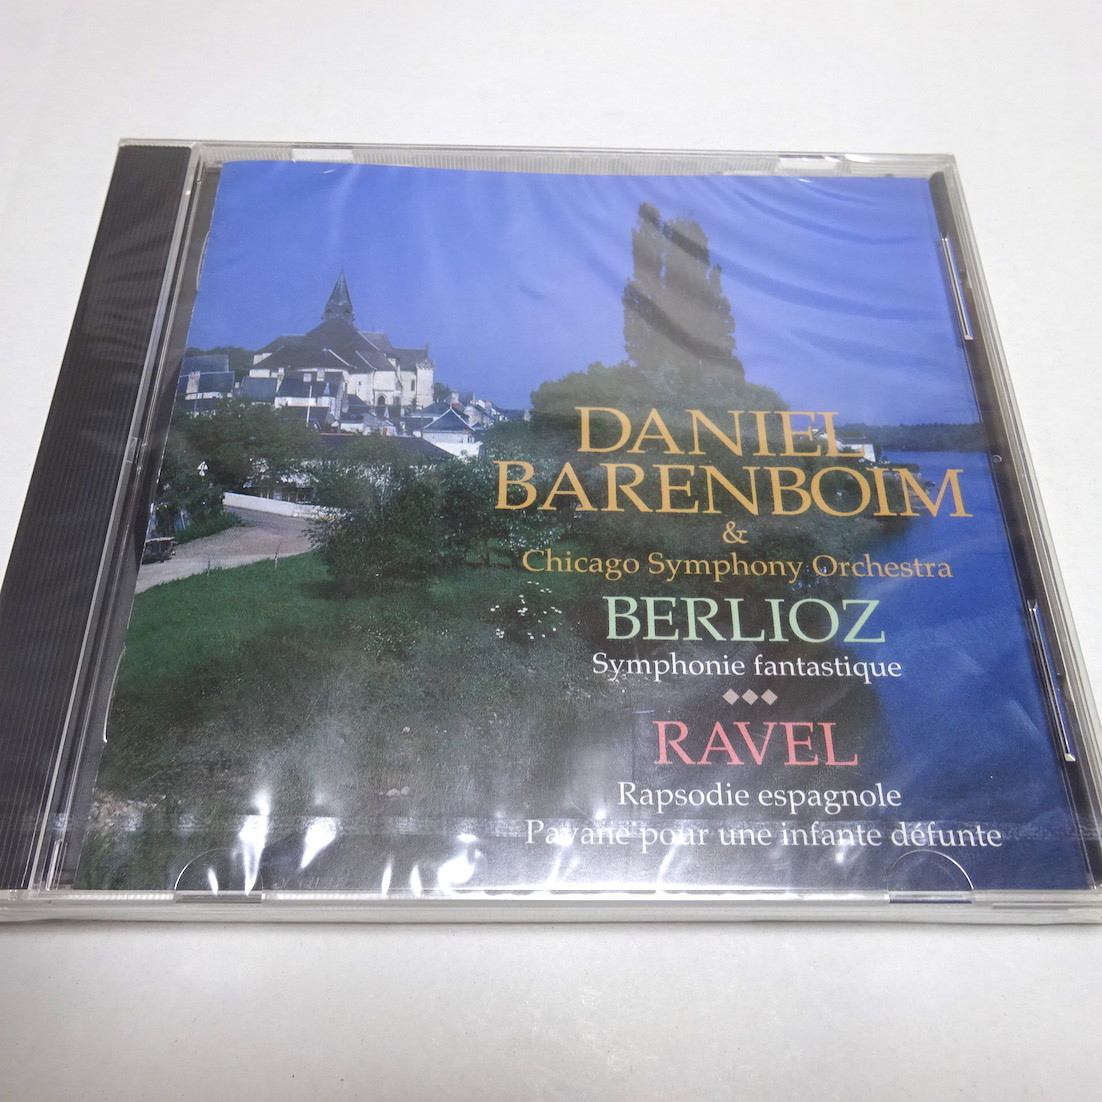 DANIEL
BARENBOIM
&
Chicago Symphony Orchestra
BERLIOZ
Symphonie fantastique
RAVEL
Rapsodie espagnole
Pavane pour une infante défunte